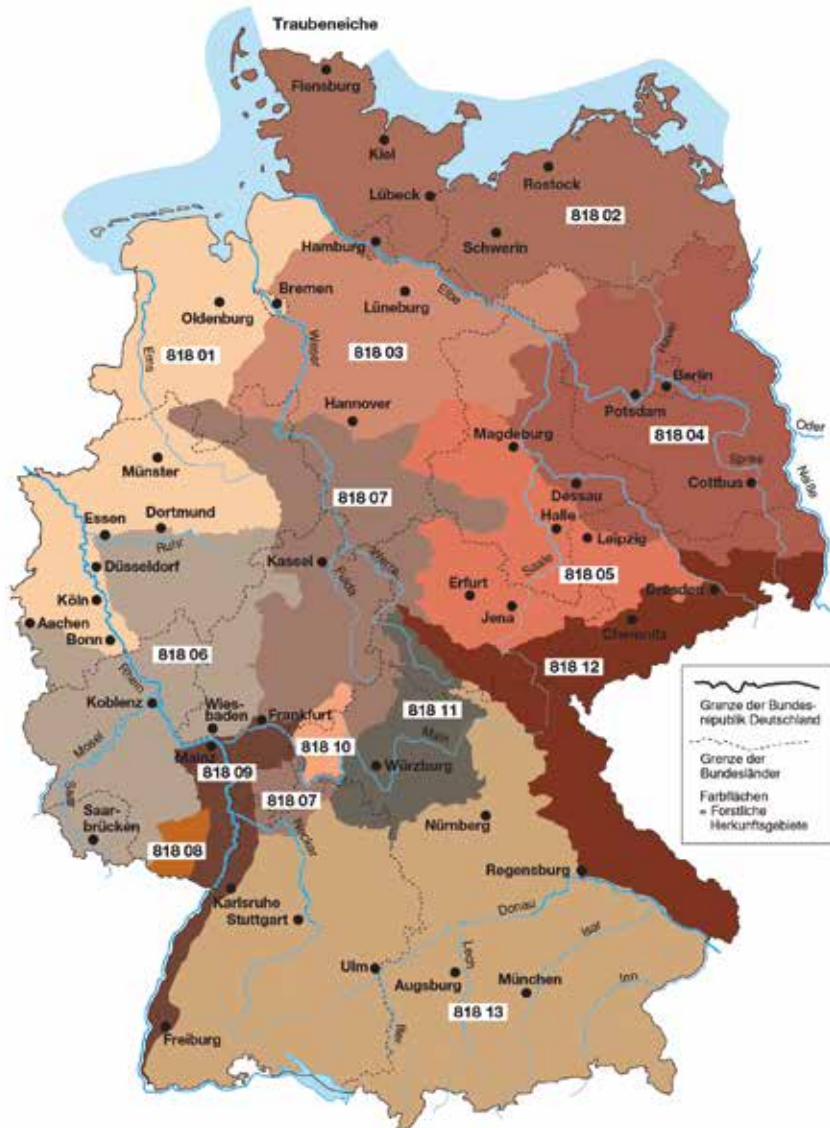 Traubeneiche
Flensburg
Kiel
Rostock
Lübeck
818 02
Hamburg
Schwerin
Elbe
Bremen
Lüneburg
Oldenburg
Ems
Weser
818 01
818 03
Havel
Berlin
Hannover
Potsdam
Oder
Magdeburg
818 04
Münster
Spree
Neiße
818 07
Dessau
Cottbus
Essen
Dortmund
Halle
Ruhr
Leipzig
Düsseldorf
Kassel
Werra
Fulda
Saale
818 05
Erfurt
Dresden
Köln
Jena
Aachen
Chemnitz
Bonn
818 06
818 12
Rhein
Koblenz
Wies-
baden
Frankfurt
818 11
Mosel
Main
Mainz
818 10
818 09
Würzburg
Saar
818 07
Saar-
brücken
Neckar
Nürnberg
818 08
Regensburg
Karlsruhe
Stuttgart
Donau
Isar
Ulm
Lech
Augsburg
München
Inn
818 13
Iller
Freiburg
Grenze der Bundes-
republik Deutschland
Grenze der
Bundesländer
Farbflächen
= Forstliche
Herkunftsgebiete